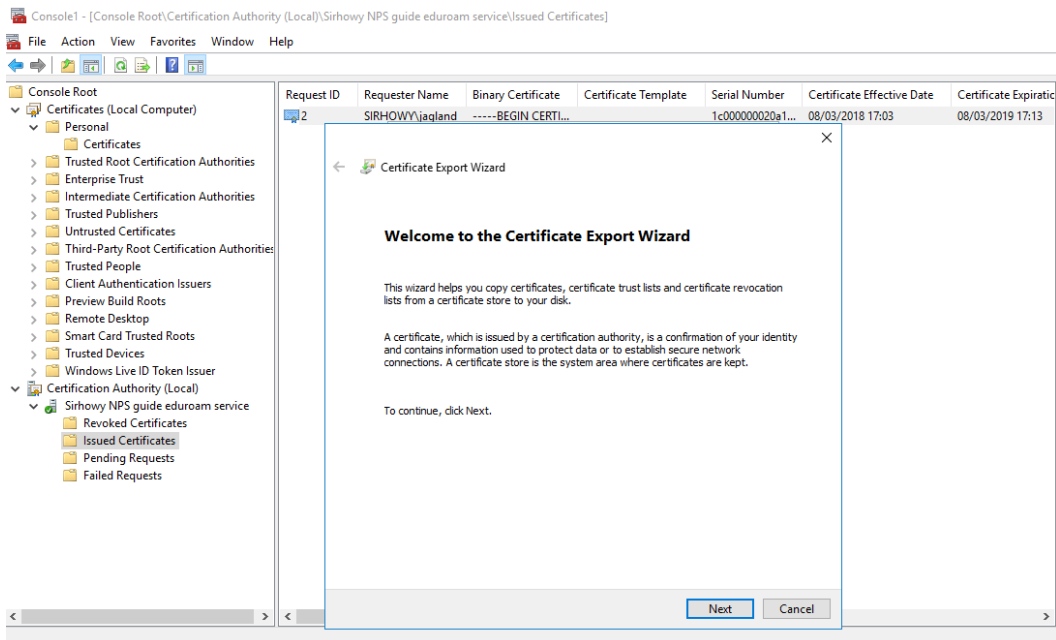 Console1 - [Console Root\Certification Authority (Local)\Sirhowy NPS guide eduroam service\Issued Certificates]
File Action View Favorites Window Help
Console Root
Certificates (Local Computer)
Personal
Certificates
Trusted Root Certification Authorities
Enterprise Trust
Intermediate Certification Authorities
Trusted Publishers
Untrusted Certificates
Third-Party Root Certification Authorities
Trusted People
Client Authentication Issuers
Preview Build Roots
Remote Desktop
Smart Card Trusted Roots
Trusted Devices
Windows Live ID Token Issuer
Certification Authority (Local)
Sirhowy NPS guide eduroam service
Revoked Certificates
Issued Certificates
Pending Requests
Failed Requests
Request ID Requester Name Binary Certificate Certificate Template Serial Number Certificate Effective Date Certificate Expiratic
2 SIRHOWY\jagland -----BEGIN CERTI... 1c000000020a1... 08/03/2018 17:03 08/03/2019 17:13
Certificate Export Wizard
Welcome to the Certificate Export Wizard
This wizard helps you copy certificates, certificate trust lists and certificate revocation
lists from a certificate store to your disk.
A certificate, which is issued by a certification authority, is a confirmation of your identity
and contains information used to protect data or to establish secure network
connections. A certificate store is the system area where certificates are kept.
To continue, click Next.
Next Cancel